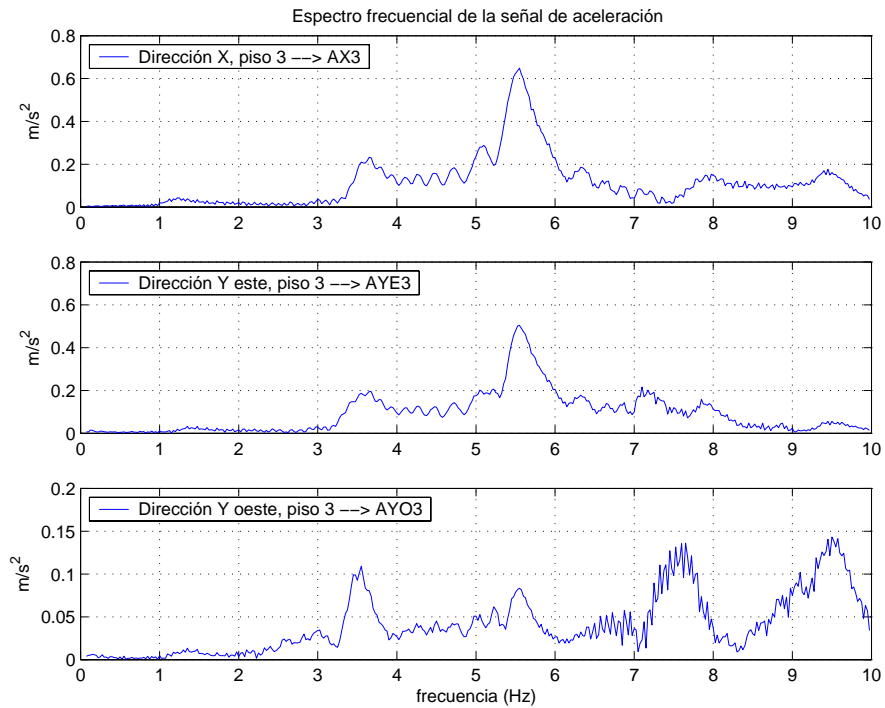 Espectro frecuencial de la señal de aceleración
0.8
0.6
0.4
0.2
0
m/s²
Dirección X, piso 3 −−> AX3
0 1 2 3 4 5 6 7 8 9 10
0.8
0.6
0.4
0.2
0
m/s²
Dirección Y este, piso 3 −−> AYE3
0 1 2 3 4 5 6 7 8 9 10
0.2
0.15
0.1
0.05
0
m/s²
Dirección Y oeste, piso 3 −−> AYO3
0 1 2 3 4 5 6 7 8 9 10
frecuencia (Hz)